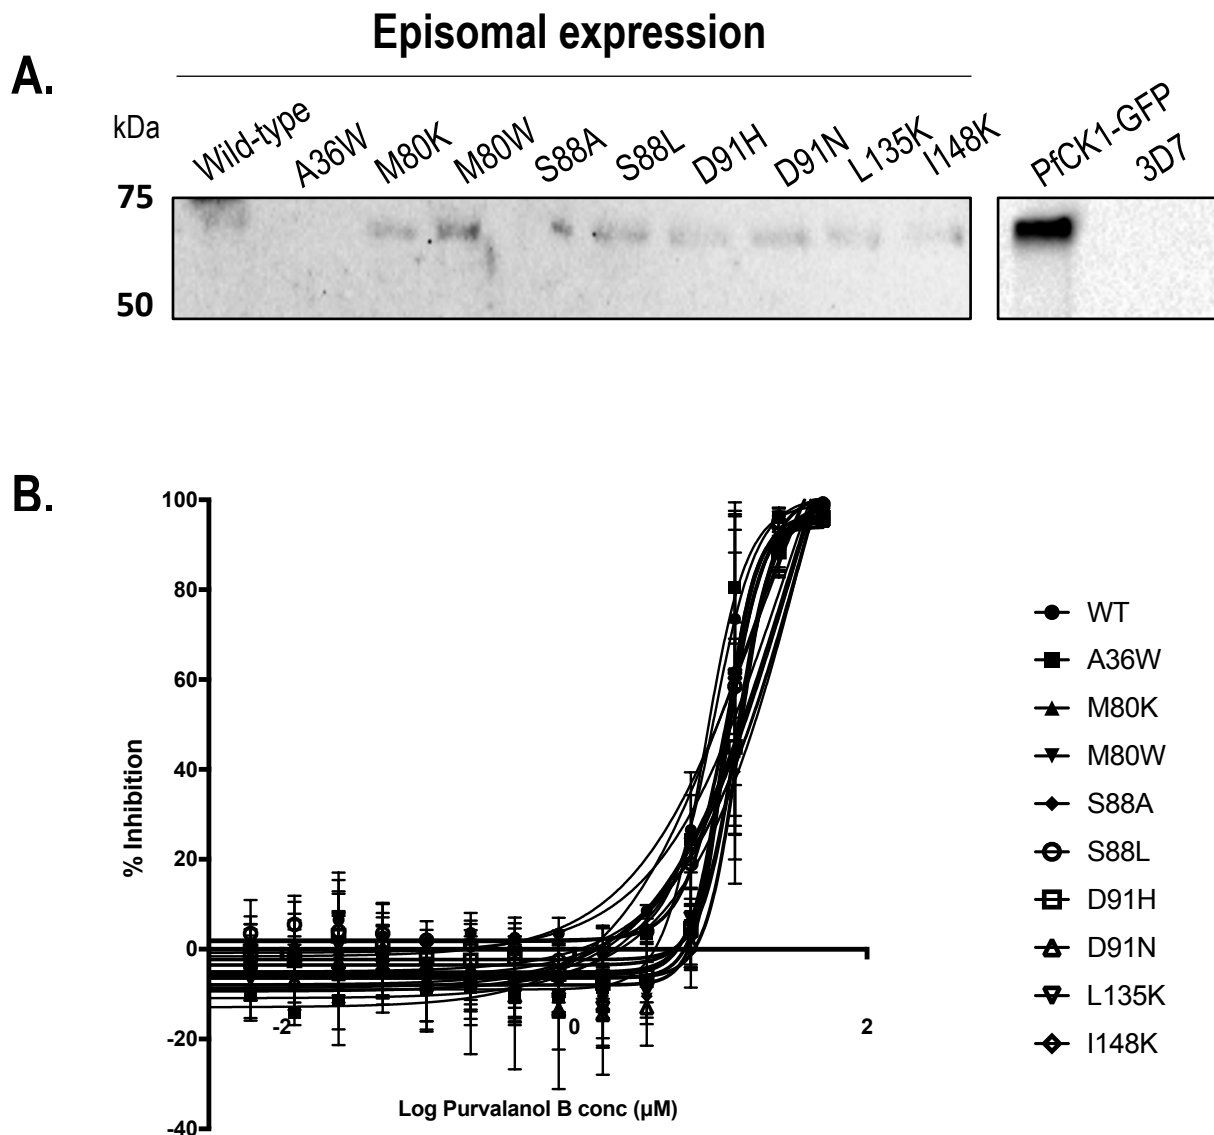 Episomal expression
A.
kDa
Wild-type A36W M80K M80W S88A S88L D91H D91N L135K I148K PfCK1-GFP 3D7
75
50
B.
100
80
60
40
20
0
-20
-40
-2 0 2
% Inhibition
Log Purvalanol B conc (µM)
WT
A36W
M80K
M80W
S88A
S88L
D91H
D91N
L135K
I148K